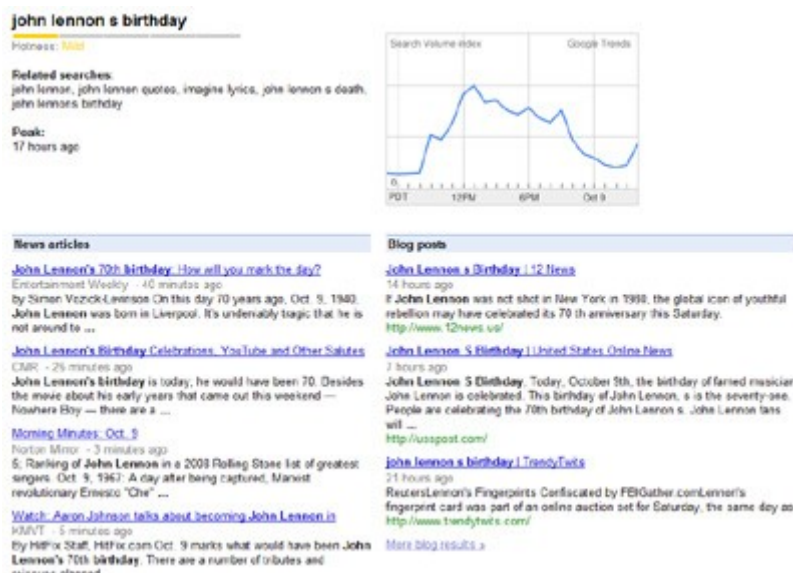 john lennon s birthday
Hotness: Mild
Related searches:
john lennon, john lennon quotes, imagine lyrics, john lennon s death,
john lennons birthday
Peak:
17 hours ago
Search Volume index
Google Trends
0
PDT
12PM
6PM
Oct 9
News articles
John Lennon's 70th birthday: How will you mark the day?
Entertainment Weekly - 40 minutes ago
by Simon Vozick-Levinson On this day 70 years ago, Oct. 9, 1940,
John Lennon was born in Liverpool. It's undeniably tragic that he is
not around to ...
John Lennon's Birthday Celebrations, YouTube and Other Salutes
CMR - 25 minutes ago
John Lennon's birthday is today; he would have been 70. Besides
the movie about his early years that came out this weekend —
Nowhere Boy — there are a ...
Morning Minutes: Oct. 9
Norton Mirror - 3 minutes ago
5; Ranking of John Lennon in a 2008 Rolling Stone list of greatest
singers. Oct. 9, 1967: A day after being captured, Marxist
revolutionary Ernesto "Che" ...
Watch: Aaron Johnson talks about becoming John Lennon in
KMVT - 5 minutes ago
By HitFix Staff, HitFix.com Oct. 9 marks what would have been John
Lennon's 70th birthday. There are a number of tributes and
Blog posts
John Lennon s Birthday | 12 News
14 hours ago
If John Lennon was not shot in New York in 1980, the global icon of youthful
rebellion may have celebrated its 70 th anniversary this Saturday.
http://www.12news.us/
John Lennon S Birthday | United States Online News
7 hours ago
John Lennon S Birthday. Today, October 9th, the birthday of famed musician
John Lennon is celebrated. This birthday of John Lennon, s is the seventy-one.
People are celebrating the 70th birthday of John Lennon s. John Lennon fans
will ...
http://usspost.com/
john lennon s birthday | TrendyTwits
21 hours ago
ReutersLennon's Fingerprints Confiscated by FBIGather.comLennon's
fingerprint card was part of an online auction set for Saturday, the same day as
http://www.trendytwits.com/
More blog results »